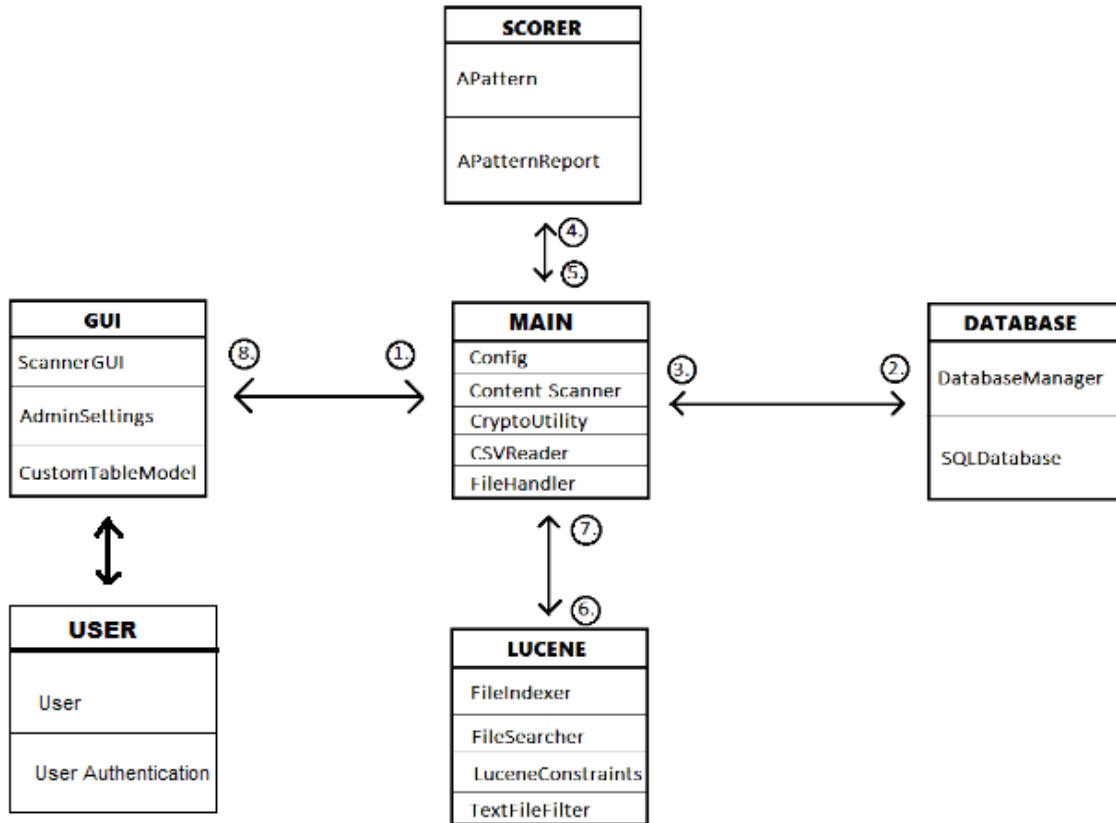 SCORER
APattern
APatternReport
4.
5.
GUI
ScannerGUI
AdminSettings
CustomTableModel
8.
1.
MAIN
Config
Content Scanner
CryptoUtility
CSVReader
FileHandler
3.
2.
DATABASE
DatabaseManager
SQLDatabase
7.
6.
USER
User
User Authentication
LUCENE
FileIndexer
FileSearcher
LuceneConstraints
TextFileFilter